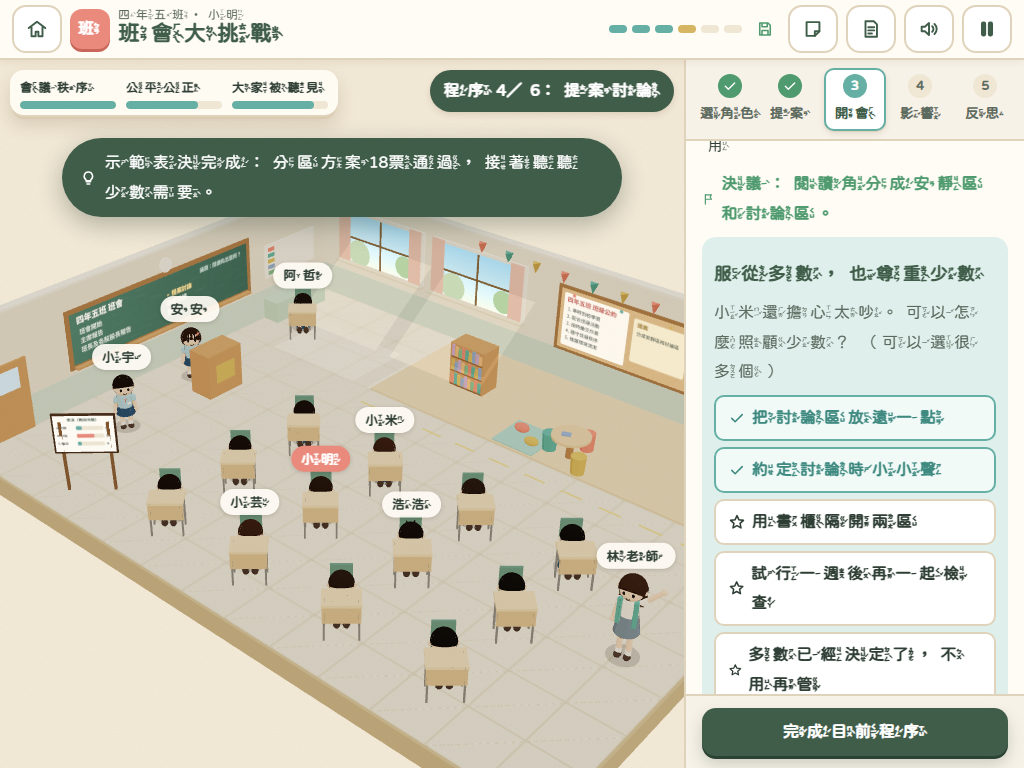 四年五班・小明
班會大挑戰
會議秩序
公平公正
大家被聽見
程序 4／6：提案討論
示範表決完成：分區方案18票通過，接著聽聽
少數需要。
四年五班 班會
小宇
安安
阿哲
小米
小明
小芸
浩浩
林老師
選角色
提案
3
開會
4
影響
5
反思
用。
決議：閱讀角分成安靜區
和討論區。
服從多數，也尊重少數
小米還擔心太吵。可以怎
麼照顧少數？（可以選很
多個）
把討論區放遠一點
約定討論時小小聲
用書櫃隔開兩區
試行一週後再一起檢
查
多數已經決定了，不
用再管
完成目前程序